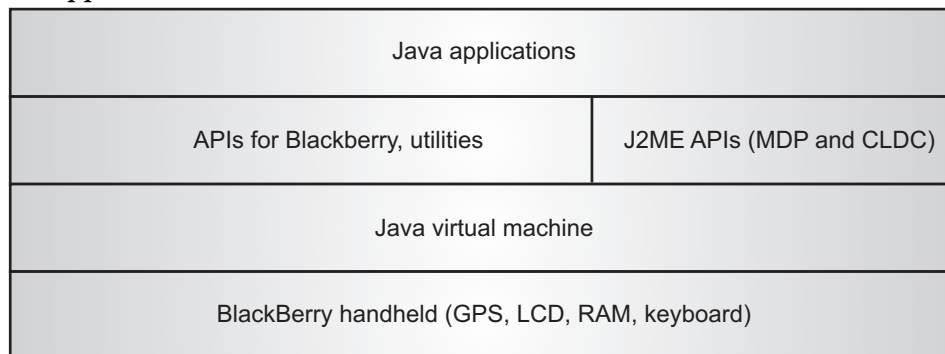 Java applications
APIs for Blackberry, utilities
J2ME APIs (MDP and CLDC)
Java virtual machine
BlackBerry handheld (GPS, LCD, RAM, keyboard)